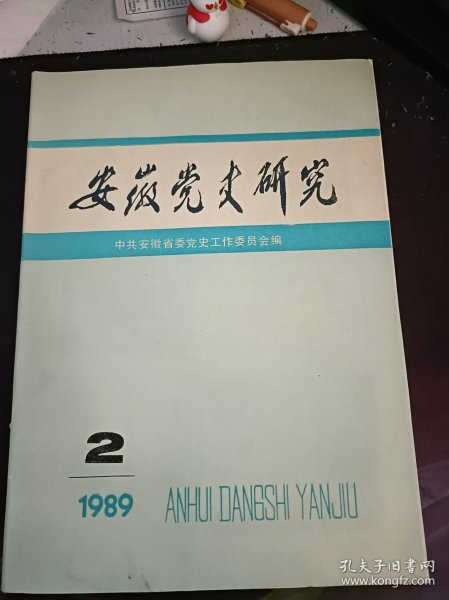 安徽党史研究
中共安徽省委党史工作委员会编
2
1989
ANHUI DANGSHI YANJIU
孔夫子旧书网
www.kongfz.com